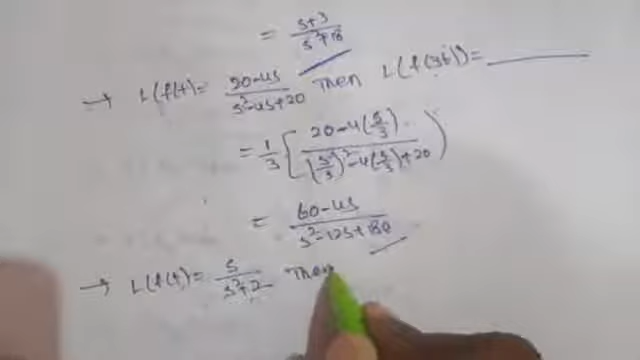 = s+3 / s²+18
→ L(f(t)= 20-4s / s²-4s+20 Then L(f(3t))= ______
= 1/3 [ 20-4(s/3) / (s/3)²-4(s/3)+20 )
= 60-4s / s²-12s+180
→ L(f(t)= s / s²+2 Then